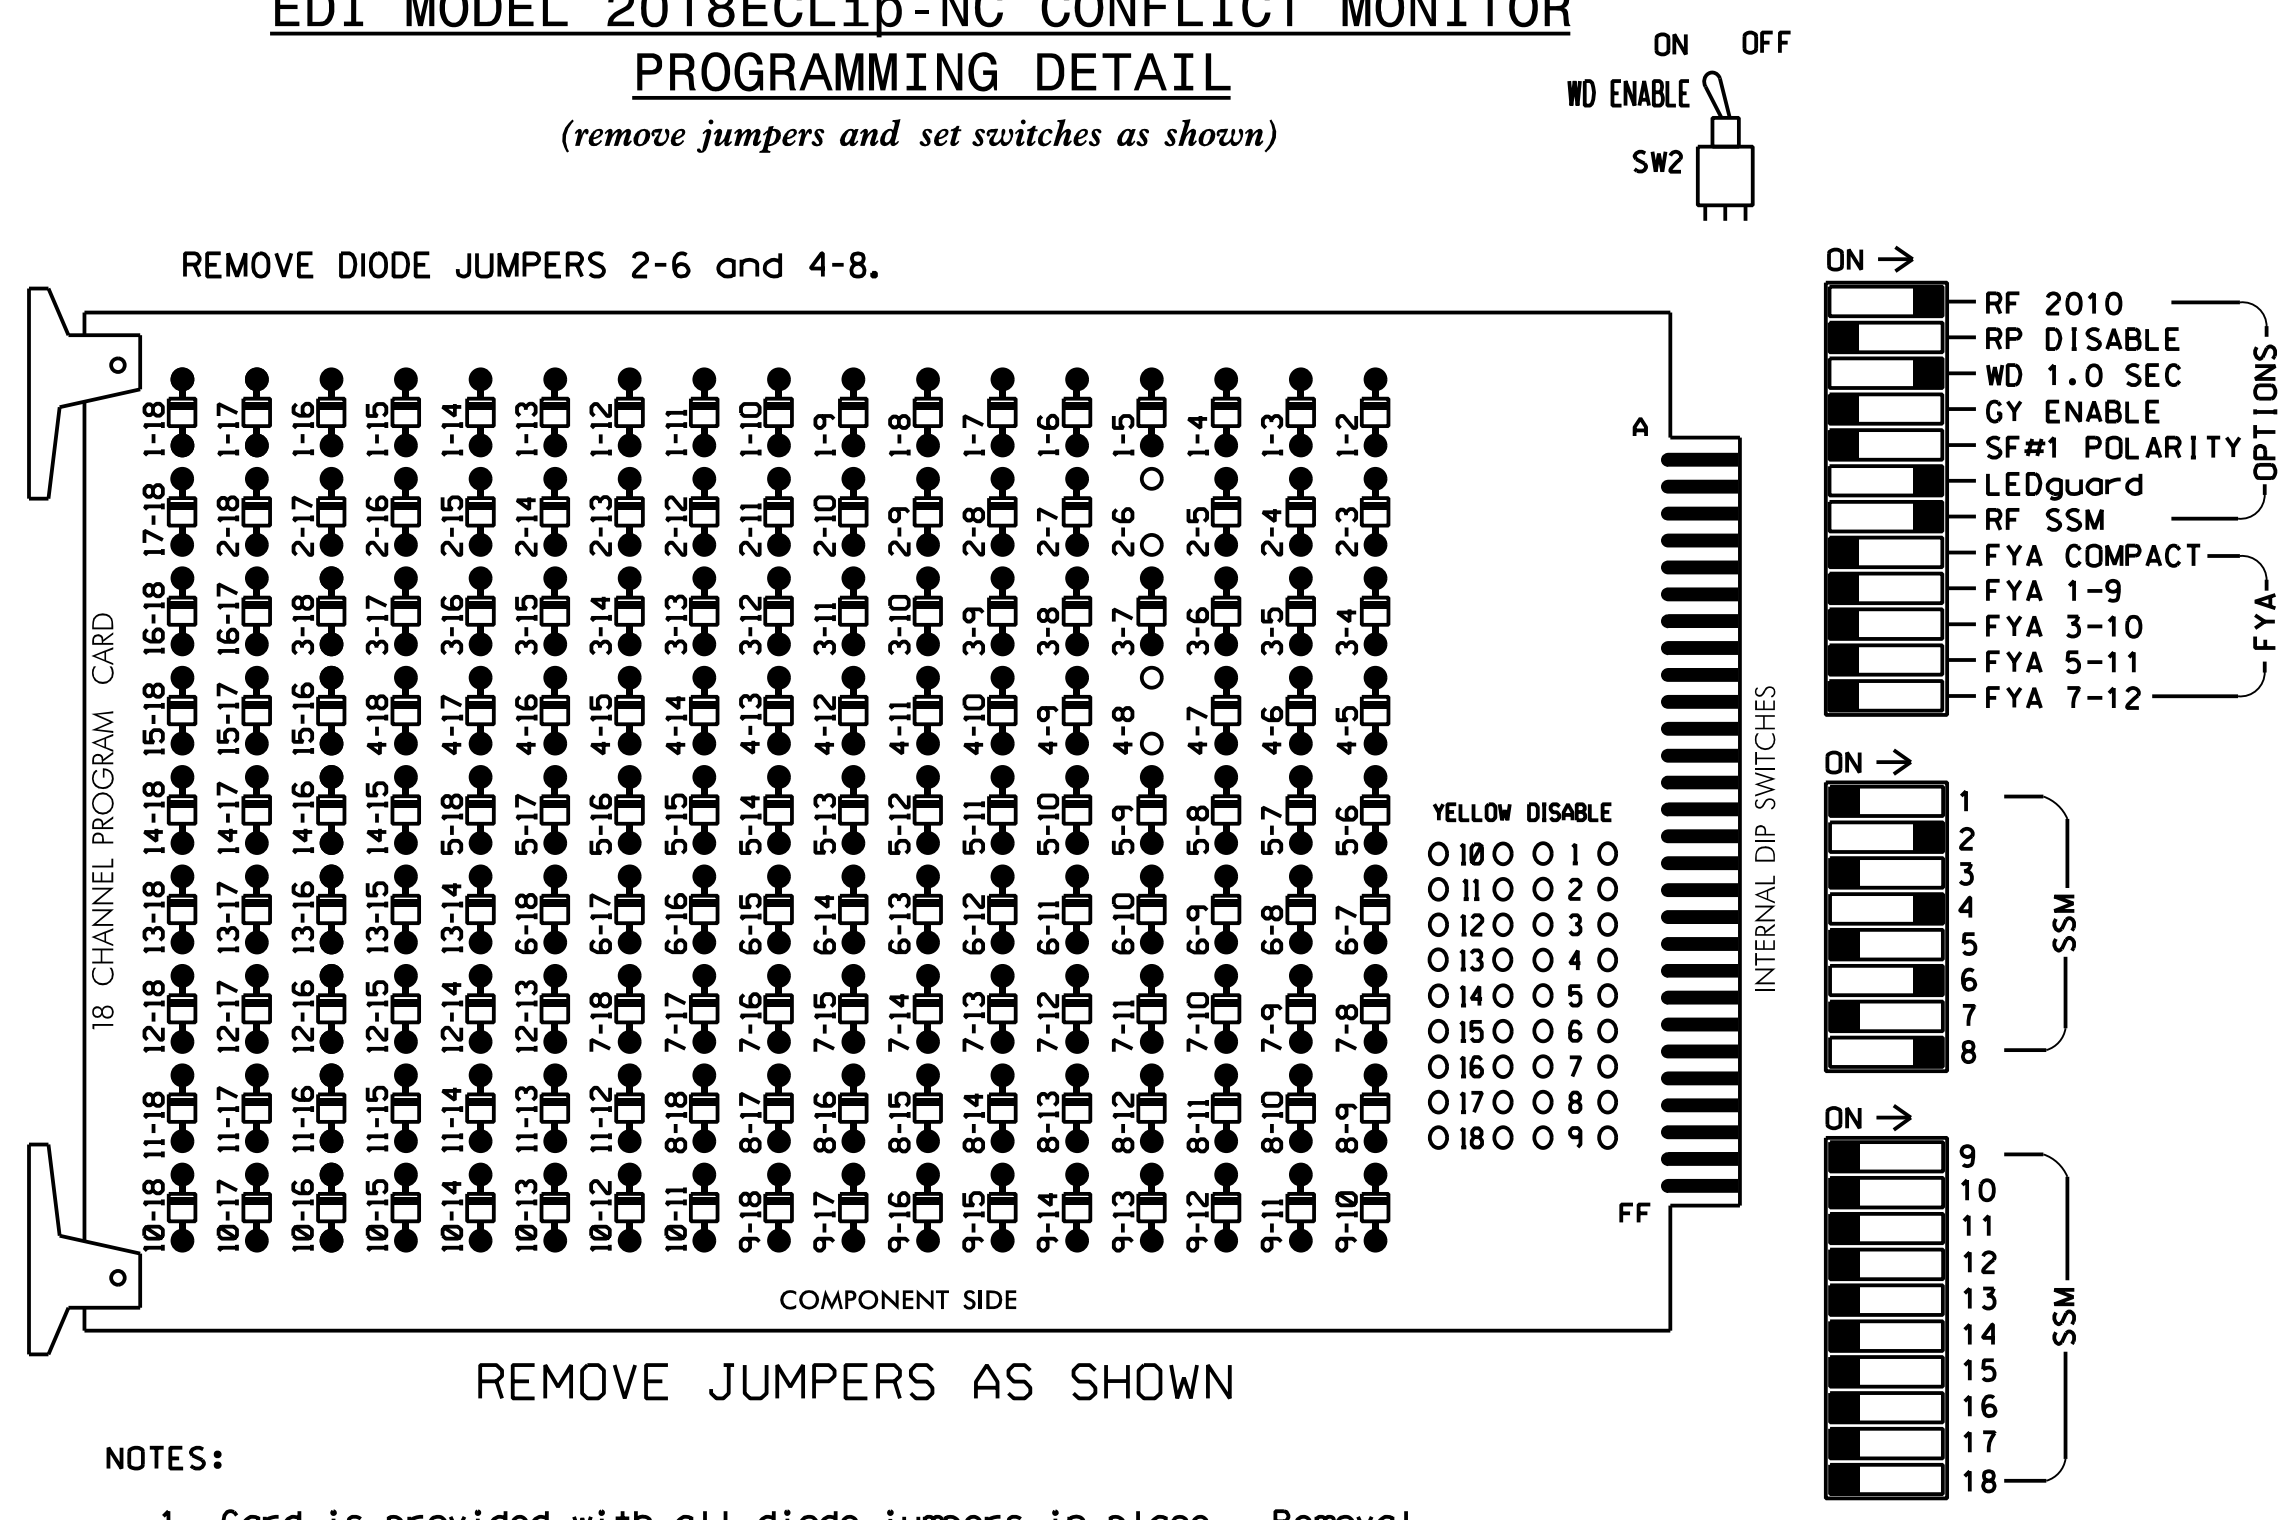 EDI MODEL 2018ECLip-NC CONFLICT MONITOR
PROGRAMMING DETAIL
(remove jumpers and set switches as shown)
ON OFF
WD ENABLE
SW2
REMOVE DIODE JUMPERS 2-6 and 4-8.
18 CHANNEL PROGRAM CARD
1-18 1-17 1-16 1-15 1-14 1-13 1-12 1-11 1-10 1-9 1-8 1-7 1-6 1-5 1-4 1-3 1-2
17-18 2-18 2-17 2-16 2-15 2-14 2-13 2-12 2-11 2-10 2-9 2-8 2-7 2-6 2-5 2-4 2-3
16-18 16-17 3-18 3-17 3-16 3-15 3-14 3-13 3-12 3-11 3-10 3-9 3-8 3-7 3-6 3-5 3-4
15-18 15-17 15-16 4-18 4-17 4-16 4-15 4-14 4-13 4-12 4-11 4-10 4-9 4-8 4-7 4-6 4-5
14-18 14-17 14-16 14-15 5-18 5-17 5-16 5-15 5-14 5-13 5-12 5-11 5-10 5-9 5-8 5-7 5-6
13-18 13-17 13-16 13-15 13-14 6-18 6-17 6-16 6-15 6-14 6-13 6-12 6-11 6-10 6-9 6-8 6-7
12-18 12-17 12-16 12-15 12-14 12-13 7-18 7-17 7-16 7-15 7-14 7-13 7-12 7-11 7-10 7-9 7-8
11-18 11-17 11-16 11-15 11-14 11-13 11-12 8-18 8-17 8-16 8-15 8-14 8-13 8-12 8-11 8-10 8-9
10-18 10-17 10-16 10-15 10-14 10-13 10-12 10-11 9-18 9-17 9-16 9-15 9-14 9-13 9-12 9-11 9-10
YELLOW DISABLE
10 1
11 2
12 3
13 4
14 5
15 6
16 7
17 8
18 9
A
FF
COMPONENT SIDE
INTERNAL DIP SWITCHES
ON
RF 2010
RP DISABLE
WD 1.0 SEC
GY ENABLE
SF#1 POLARITY
LEDguard
RF SSM
OPTIONS
FYA COMPACT
FYA 1-9
FYA 3-10
FYA 5-11
FYA 7-12
FYA
ON
1
2
3
4
5
6
7
8
SSM
ON
9
10
11
12
13
14
15
16
17
18
SSM
REMOVE JUMPERS AS SHOWN
NOTES:
1. Card is provided with all diode jumpers in place. Removal